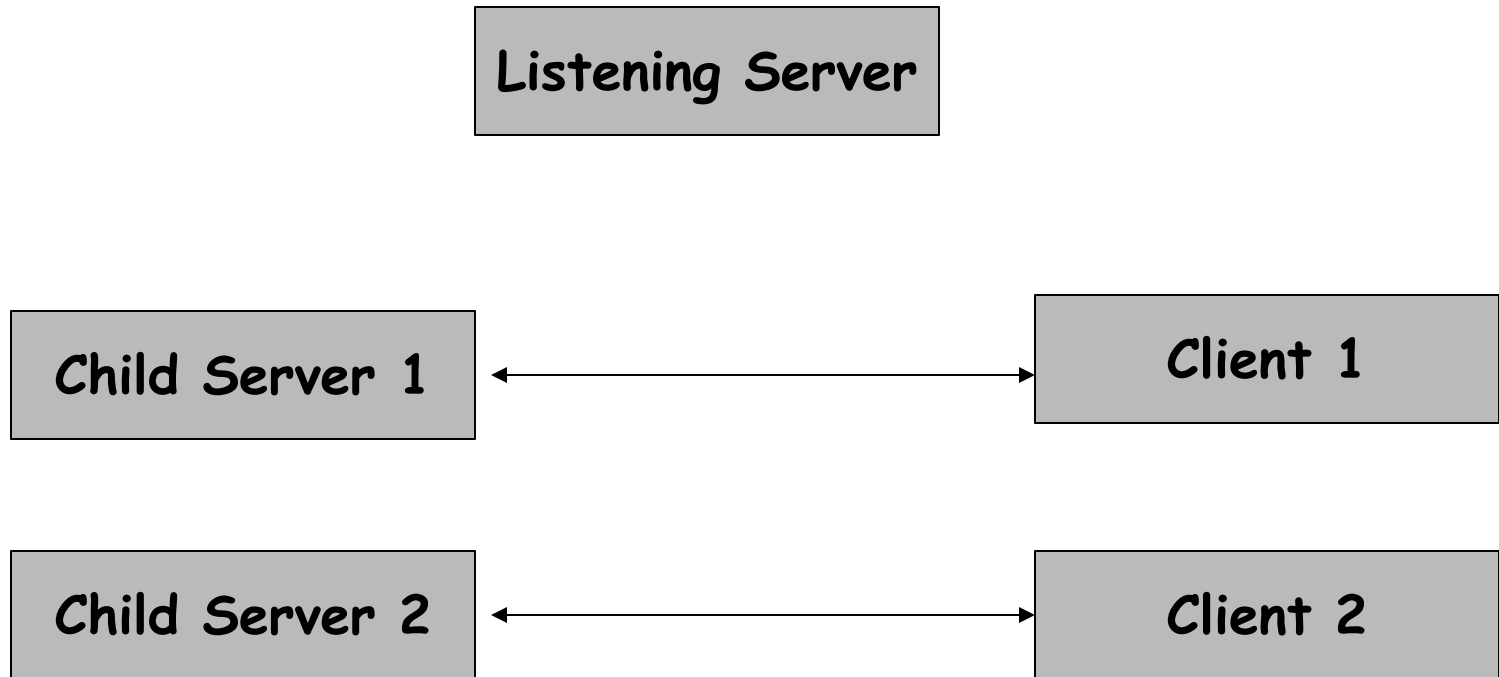 Listening Server
Child Server 1
Client 1
Child Server 2
Client 2